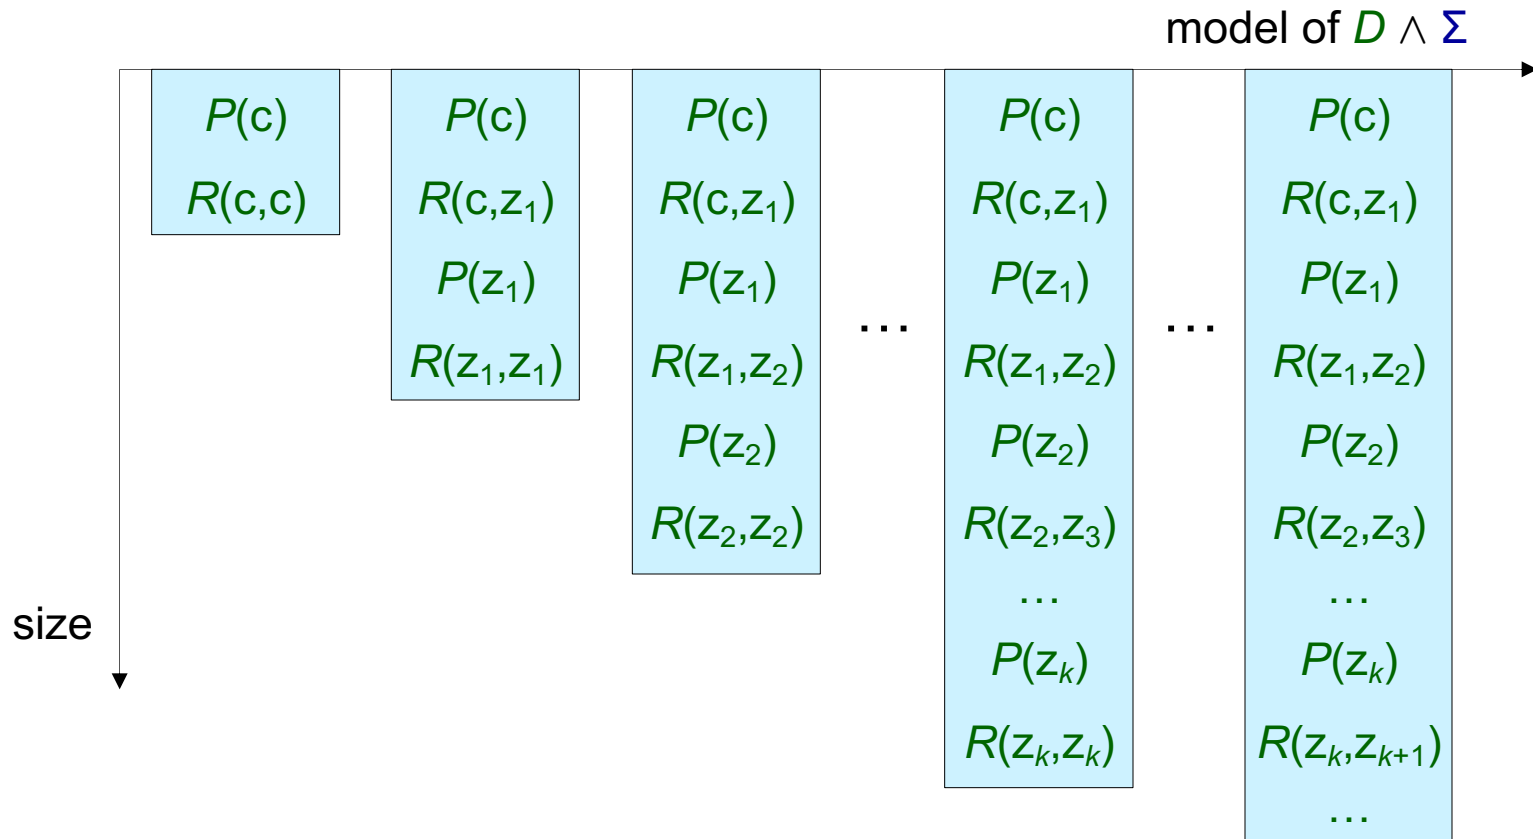 model of D ∧ Σ
P(c) P(c) P(c) P(c) P(c)
R(c,c) R(c,z₁) R(c,z₁) R(c,z₁) R(c,z₁)
P(z₁) P(z₁) P(z₁) P(z₁)
… …
R(z₁,z₁) R(z₁,z₂) R(z₁,z₂) R(z₁,z₂)
P(z₂) P(z₂) P(z₂)
R(z₂,z₂) R(z₂,z₃) R(z₂,z₃)
… …
size
P(zₖ) P(zₖ)
R(zₖ,zₖ) R(zₖ,zₖ₊₁)
…